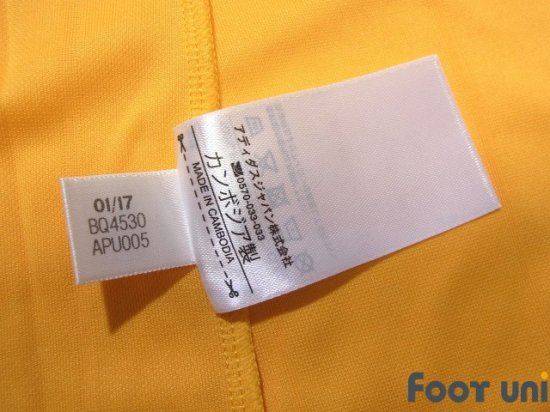 01/17
BQ4530
APU005
アディダスジャパン株式会社
0570-033-033
カンボジア製
MADE IN CAMBODIA
FOOT UNI